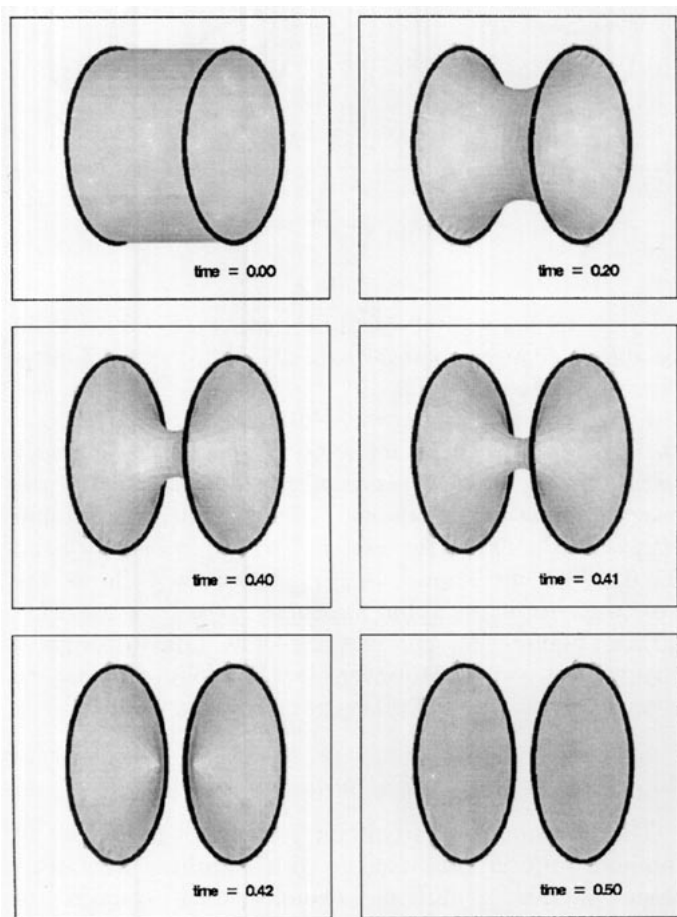 time = 0.00
time = 0.20
time = 0.40
time = 0.41
time = 0.42
time = 0.50